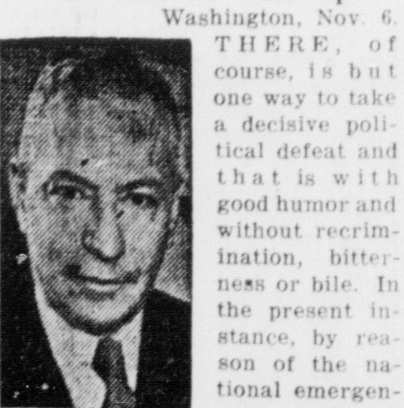 Washington, Nov. 6.
THERE, of
course, is but
one way to take
a decisive poli-
tical defeat and
that is with
good humor and
without recrim-
ination, bitter-
ness or bile. In
the present in-
stance, by rea-
son of the na-
tional emergen-